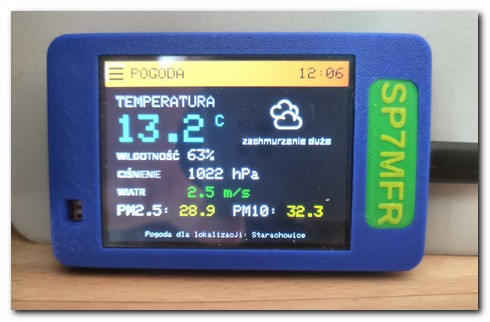 POGODA 12:06
TEMPERATURA
13.2 C
zachmurzenie duże
WILGOTNOŚĆ 63%
CIŚNIENIE 1022 hPa
WIATR 2.5 m/s
PM2.5: 28.9 PM10: 32.3
Pogoda dla lokalizacji: Starachowice
SP7MFR